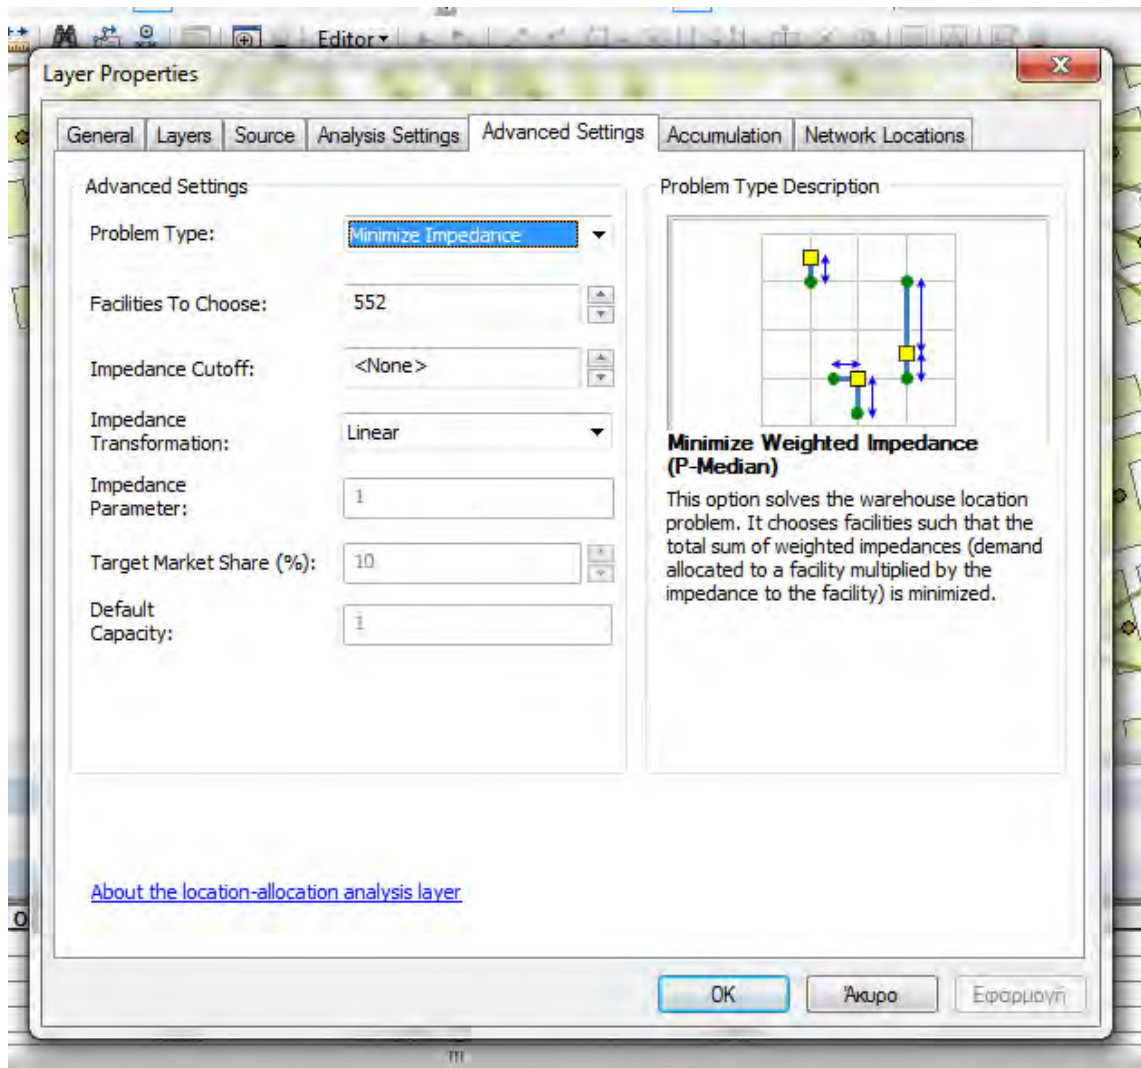 Editor
Layer Properties
General Layers Source Analysis Settings Advanced Settings Accumulation Network Locations
Advanced Settings
Problem Type:
Minimize Impedance
Facilities To Choose:
552
Impedance Cutoff:
<None>
Impedance
Transformation:
Linear
Impedance
Parameter:
1
Target Market Share (%):
10
Default
Capacity:
1
Problem Type Description
Minimize Weighted Impedance
(P-Median)
This option solves the warehouse location
problem. It chooses facilities such that the
total sum of weighted impedances (demand
allocated to a facility multiplied by the
impedance to the facility) is minimized.
About the location-allocation analysis layer
OK Άκυρο Εφαρμογή